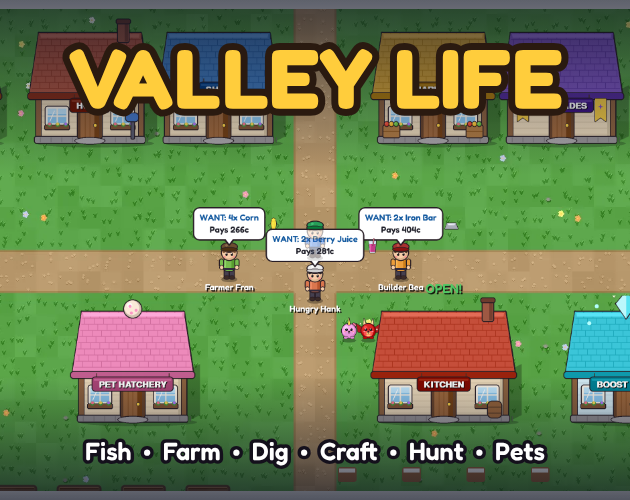 VALLEY LIFE
WANT: 4x Corn
Pays 266c
WANT: 2x Berry Juice
Pays 281c
WANT: 2x Iron Bar
Pays 404c
Farmer Fran
Builder Bea
OPEN!
Hungry Hank
PET HATCHERY
KITCHEN
BOOST
Fish • Farm • Dig • Craft • Hunt • Pets